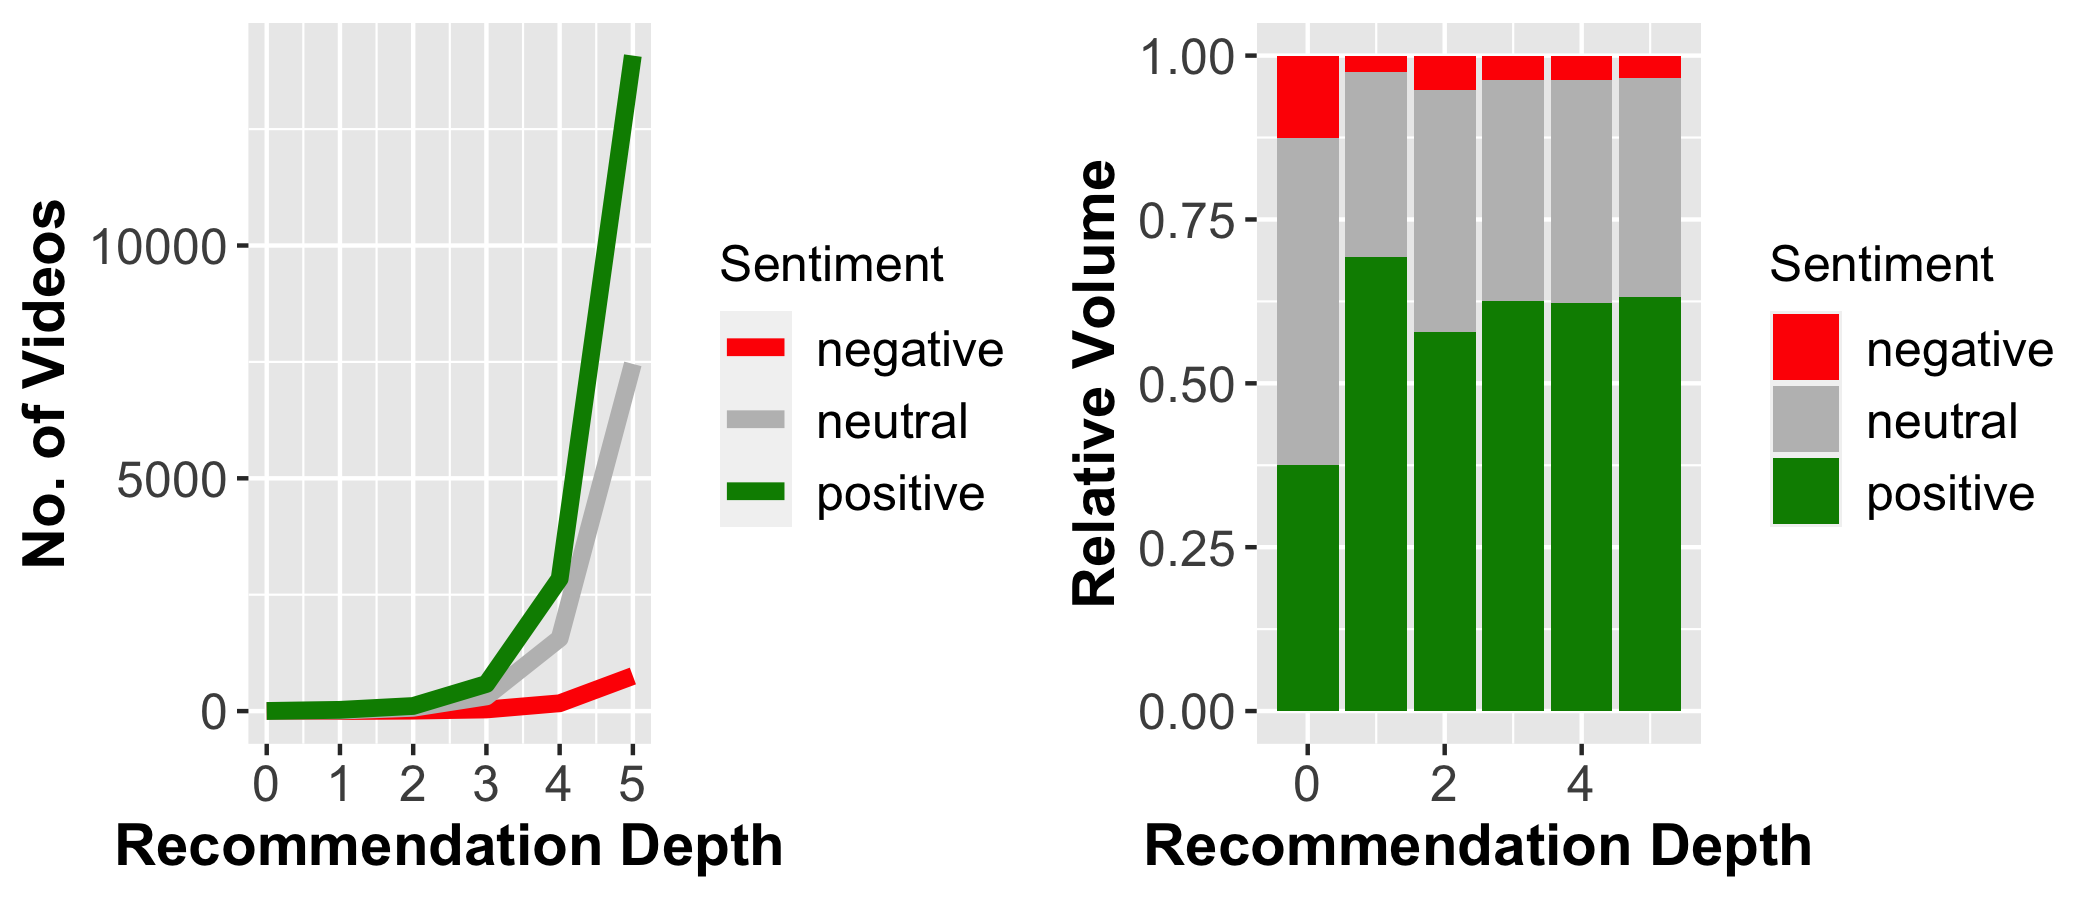 No. of Videos
10000
5000
0
0 1 2 3 4 5
Recommendation Depth
Sentiment
negative
neutral
positive
Relative Volume
1.00
0.75
0.50
0.25
0.00
0 2 4
Recommendation Depth
Sentiment
negative
neutral
positive